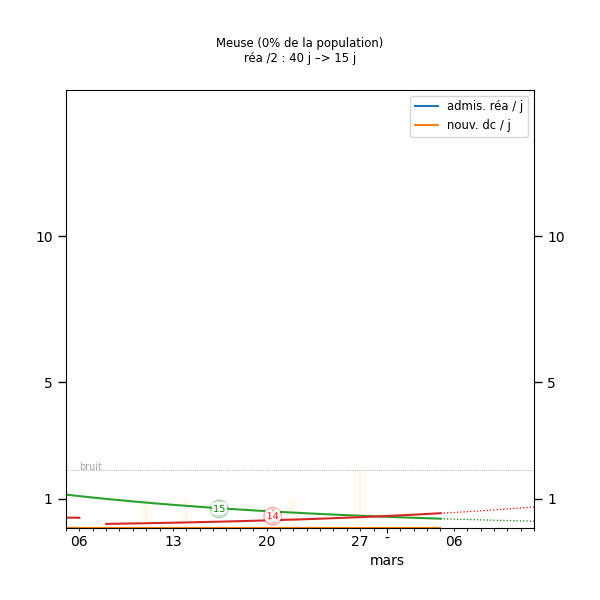 Meuse (0% de la population)
réa /2 : 40 j –> 15 j
admis. réa / j
nouv. dc / j
10 10
5 5
bruit
1 1
15
14
06 13 20 27 - 06
mars